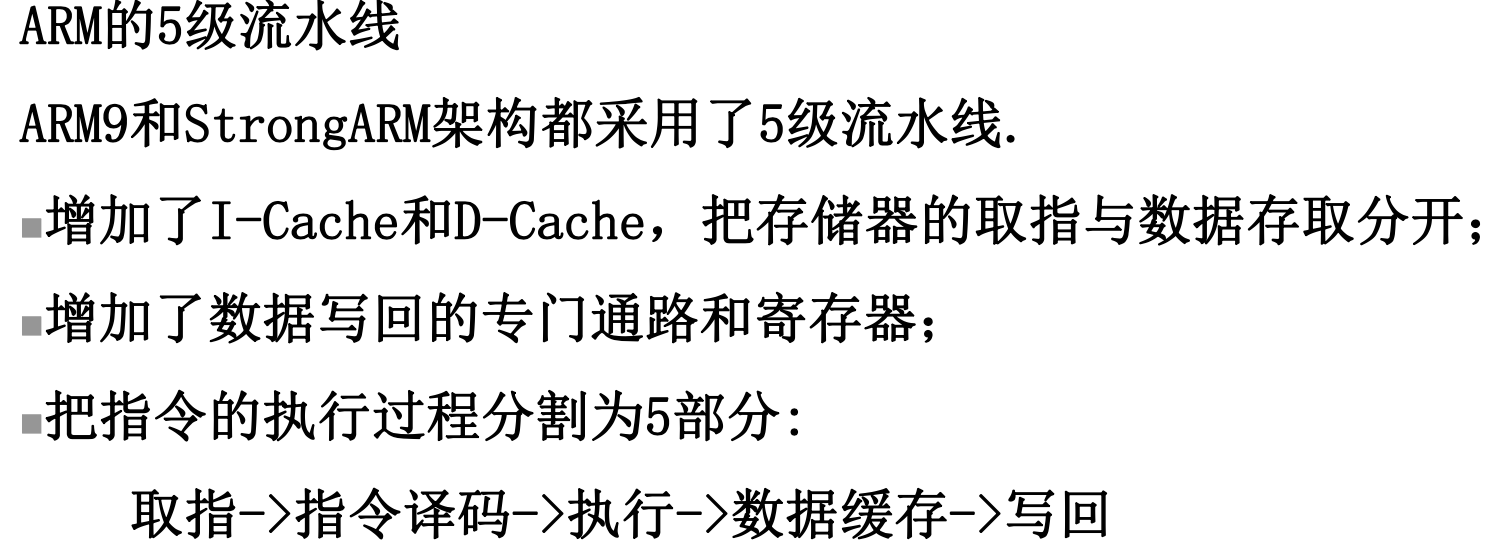 ARM的5级流水线
ARM9和StrongARM架构都采用了5级流水线.
▪增加了I-Cache和D-Cache，把存储器的取指与数据存取分开；
▪增加了数据写回的专门通路和寄存器；
▪把指令的执行过程分割为5部分:
取指->指令译码->执行->数据缓存->写回